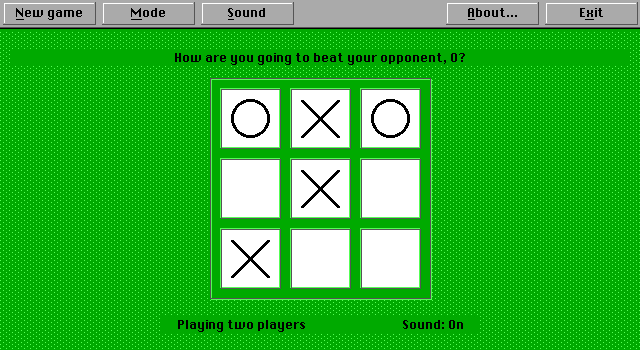 New game Mode Sound About... Exit
How are you going to beat your opponent, O?
O X O
X
X
Playing two players Sound: On